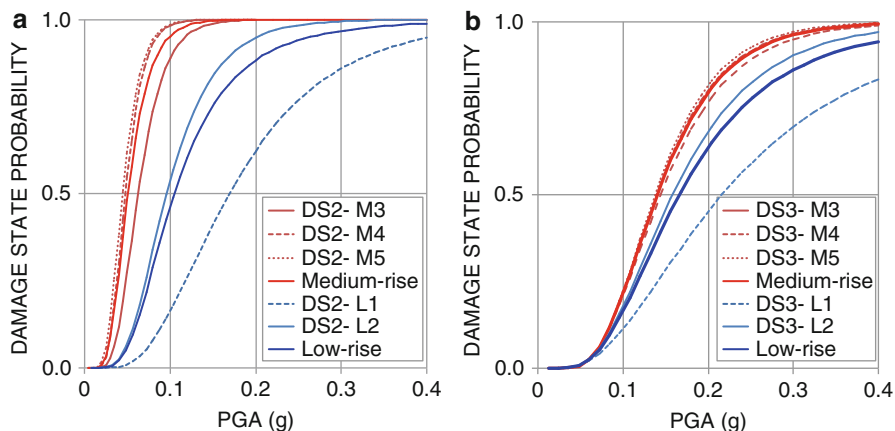 a
DAMAGE STATE PROBABILITY
1.0
0.5
0.0
0
0.1
0.2
0.3
0.4
PGA (g)
DS2- M3
DS2- M4
DS2- M5
Medium-rise
DS2- L1
DS2- L2
Low-rise
b
DAMAGE STATE PROBABILITY
1.0
0.5
0.0
0.1
0.2
0.3
0.4
PGA (g)
DS3- M3
DS3- M4
DS3- M5
Medium-rise
DS3- L1
DS3- L2
Low-rise